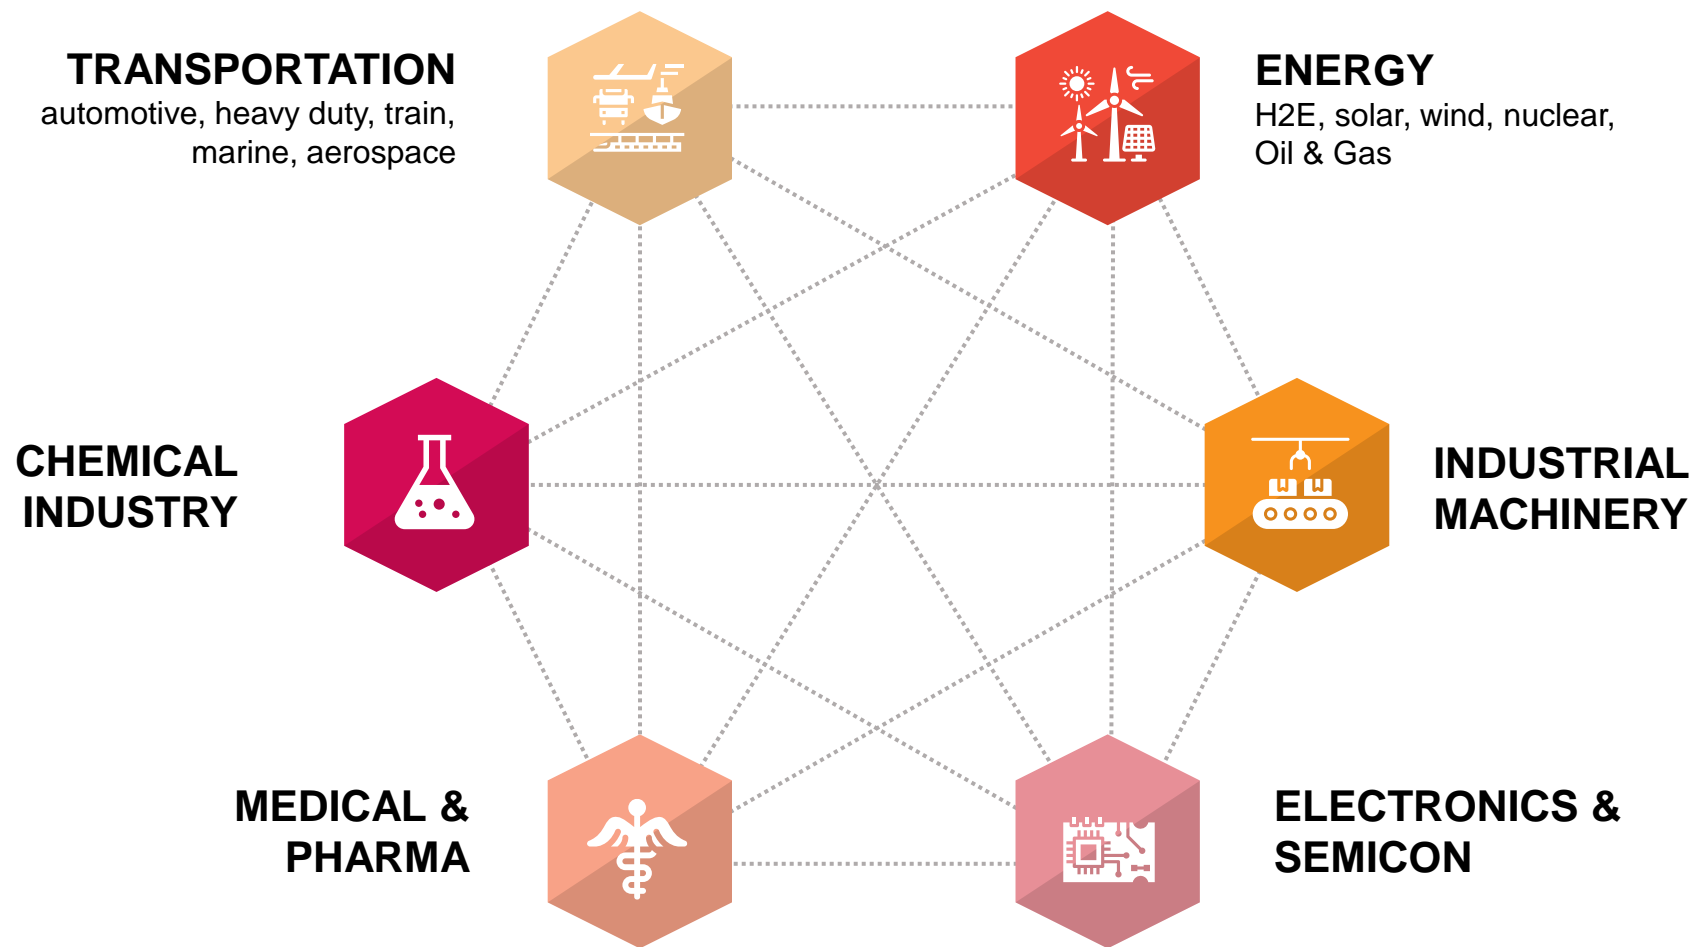 TRANSPORTATION
automotive, heavy duty, train,
marine, aerospace
ENERGY
H2E, solar, wind, nuclear,
Oil & Gas
CHEMICAL
INDUSTRY
INDUSTRIAL
MACHINERY
MEDICAL &
PHARMA
ELECTRONICS &
SEMICON